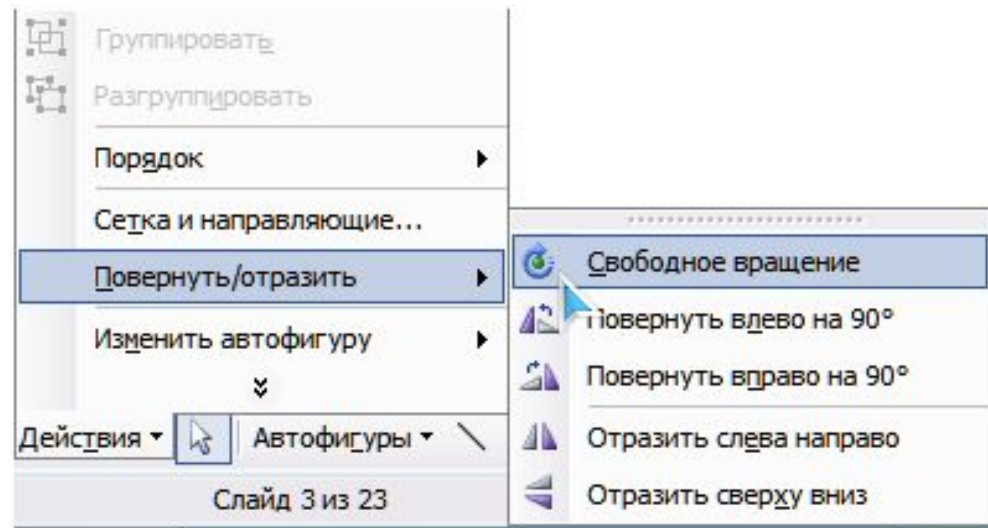 Группировать
Разгруппировать
Порядок
Сетка и направляющие...
Повернуть/отразить
Изменить автофигуру
Действия
Автофигуры
Слайд 3 из 23
Свободное вращение
Повернуть влево на 90°
Повернуть вправо на 90°
Отразить слева направо
Отразить сверху вниз